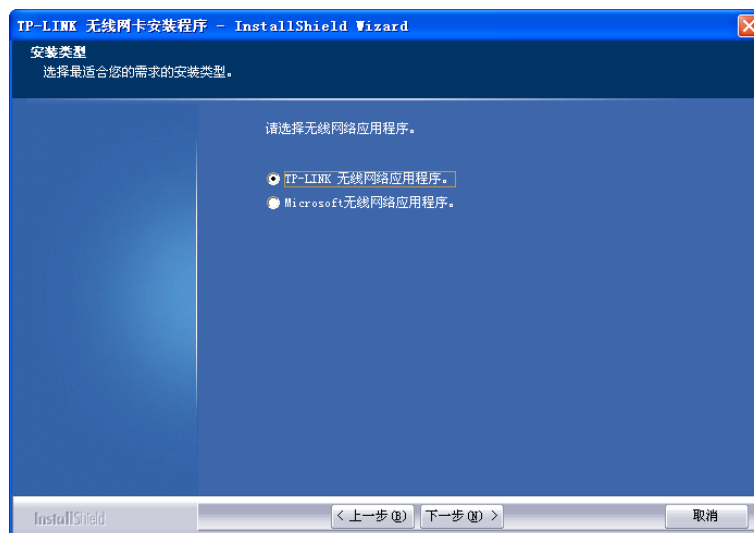 TP-LINK 无线网卡安装程序 - InstallShield Wizard
安装类型
选择最适合您的需求的安装类型。
请选择无线网络应用程序。
TP-LINK 无线网络应用程序。
Microsoft无线网络应用程序。
InstallShield
< 上一步(B) 下一步(N) > 取消